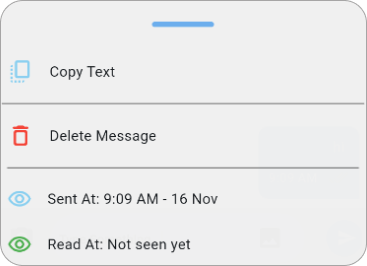 Copy Text
Delete Message
Sent At: 9:09 AM - 16 Nov
Read At: Not seen yet